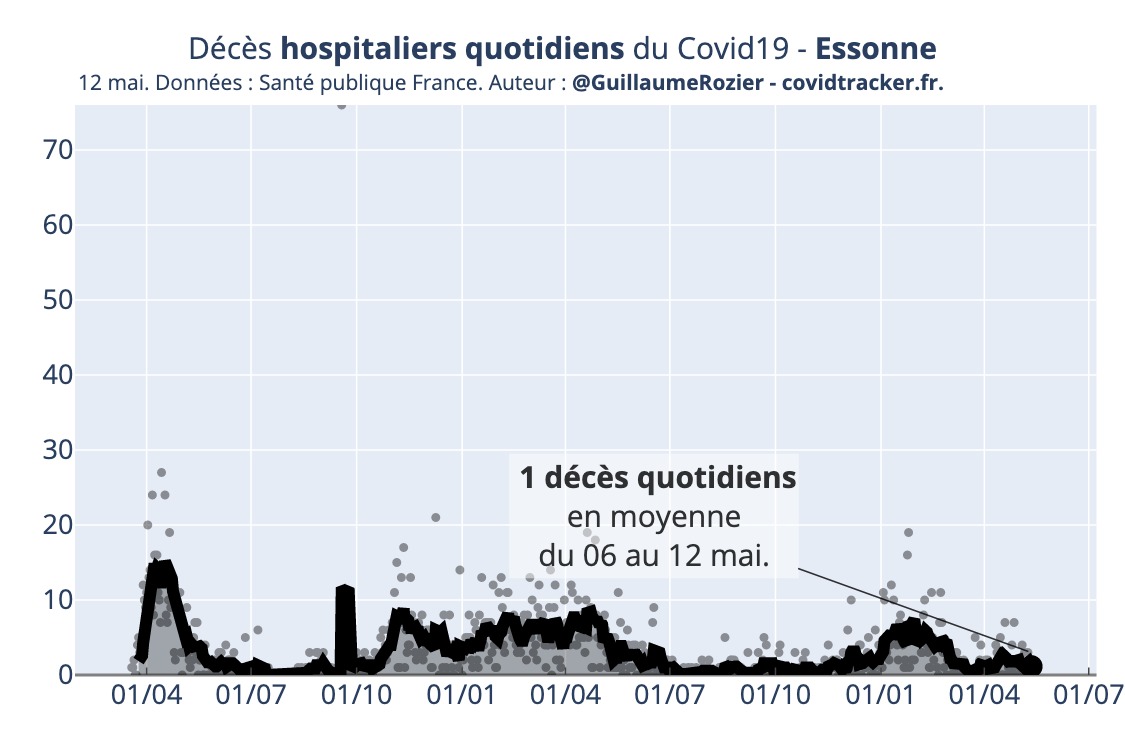 Décès hospitaliers quotidiens du Covid19 - Essonne
12 mai. Données : Santé publique France. Auteur : @GuillaumeRozier - covidtracker.fr.
70
60
50
40
30
20
10
0
1 décès quotidiens
en moyenne
du 06 au 12 mai.
01/04 01/07 01/10 01/01 01/04 01/07 01/10 01/01 01/04 01/07